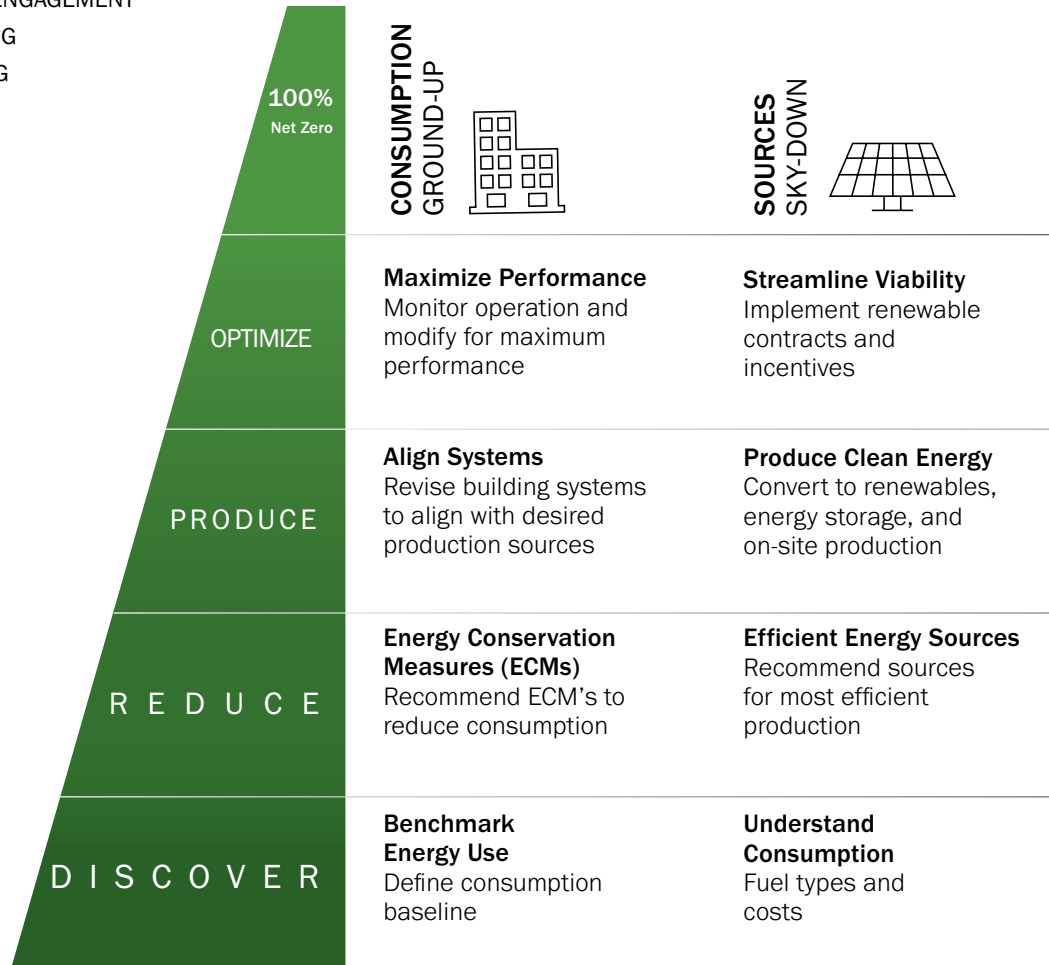 ENGAGEMENT
G
G
100%
Net Zero
CONSUMPTION
GROUND-UP
SOURCES
SKY-DOWN
OPTIMIZE
Maximize Performance
Monitor operation and
modify for maximum
performance
Streamline Viability
Implement renewable
contracts and
incentives
PRODUCE
Align Systems
Revise building systems
to align with desired
production sources
Produce Clean Energy
Convert to renewables,
energy storage, and
on-site production
REDUCE
Energy Conservation
Measures (ECMs)
Recommend ECM's to
reduce consumption
Efficient Energy Sources
Recommend sources
for most efficient
production
DISCOVER
Benchmark
Energy Use
Define consumption
baseline
Understand
Consumption
Fuel types and
costs